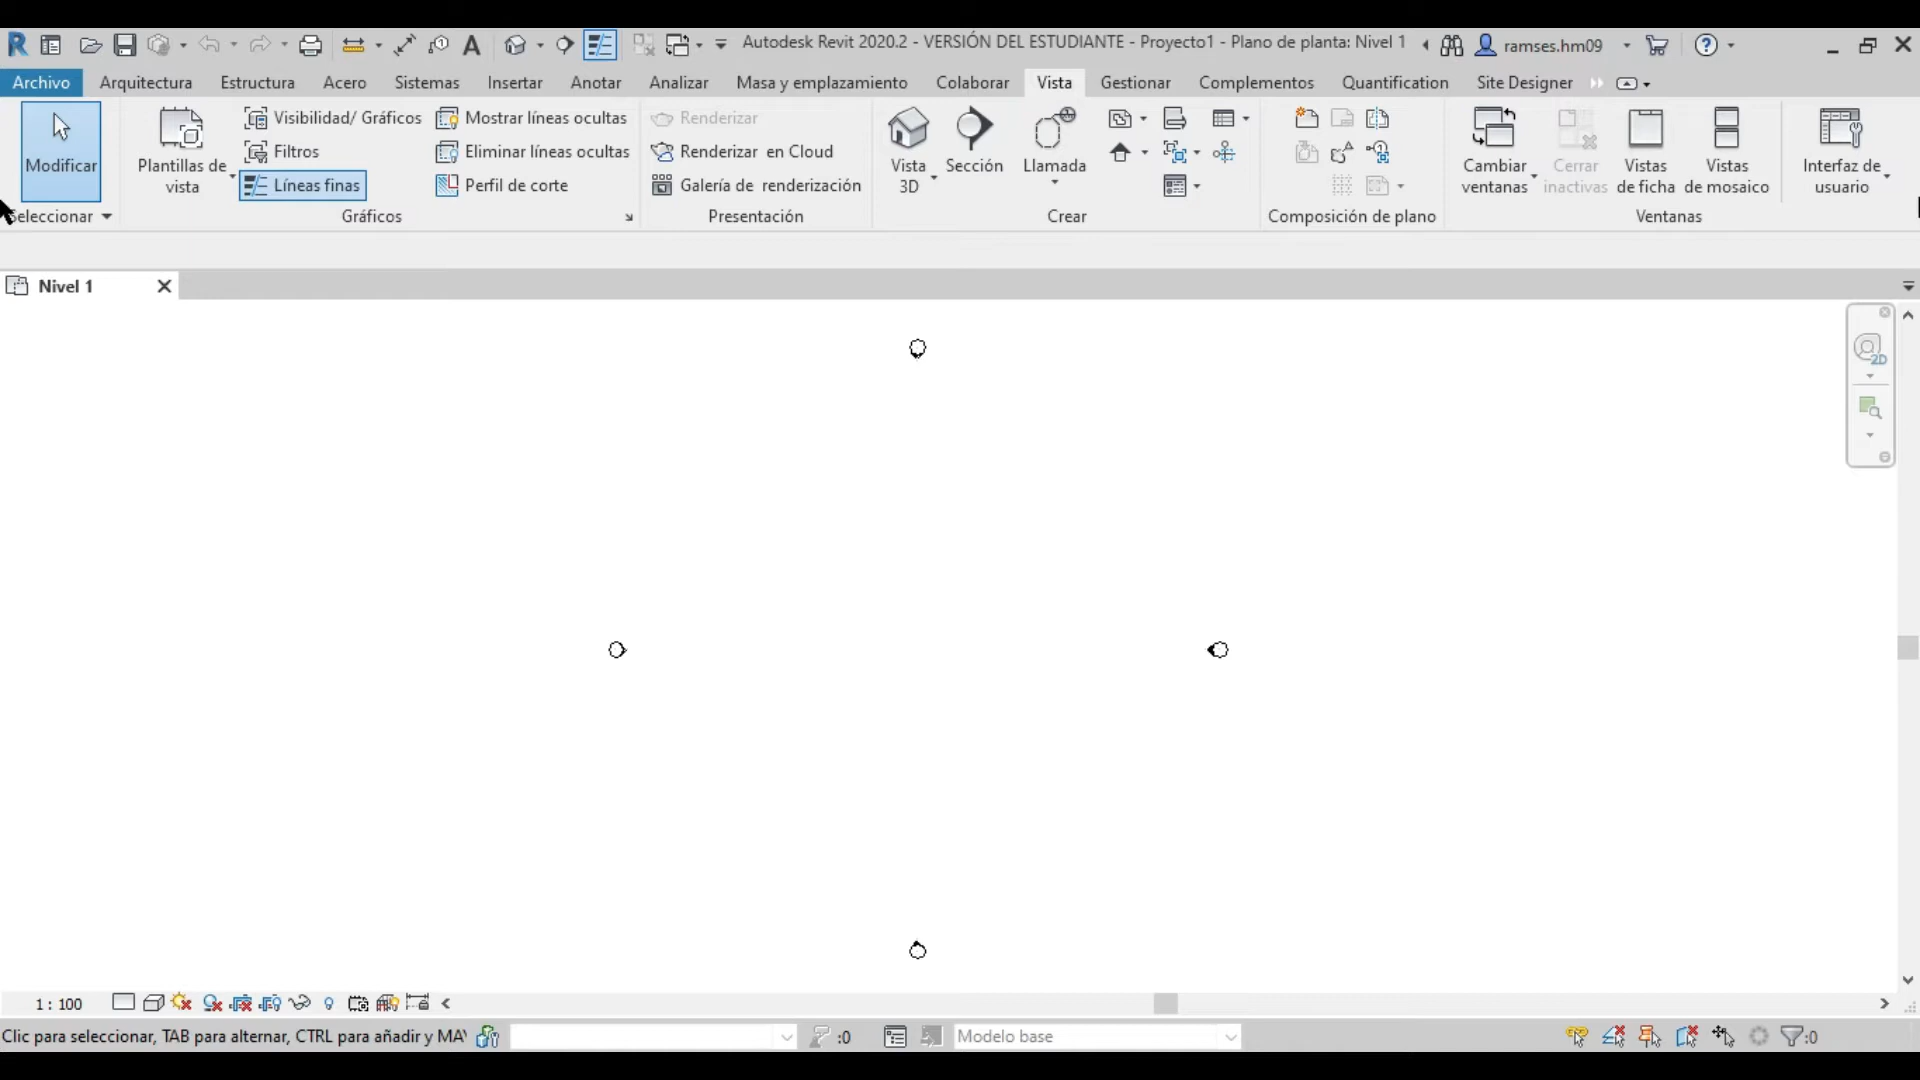 Autodesk Revit 2020.2 - VERSIÓN DEL ESTUDIANTE - Proyecto1 - Plano de planta: Nivel 1 ramses.hm09
Archivo Arquitectura Estructura Acero Sistemas Insertar Anotar Analizar Masa y emplazamiento Colaborar Vista Gestionar Complementos Quantification Site Designer
Modificar
Plantillas de
vista
Visibilidad/ Gráficos
Filtros
Líneas finas
Mostrar líneas ocultas
Eliminar líneas ocultas
Perfil de corte
Renderizar
Renderizar en Cloud
Galería de renderización
Vista
3D
Sección
Llamada
Cambiar
ventanas
Cerrar
inactivas
Vistas
de ficha
Vistas
de mosaico
Interfaz de
usuario
Seleccionar Gráficos Presentación Crear Composición de plano Ventanas
Nivel 1
2D
1 : 100
Clic para seleccionar, TAB para alternar, CTRL para añadir y MAY :0 Modelo base :0